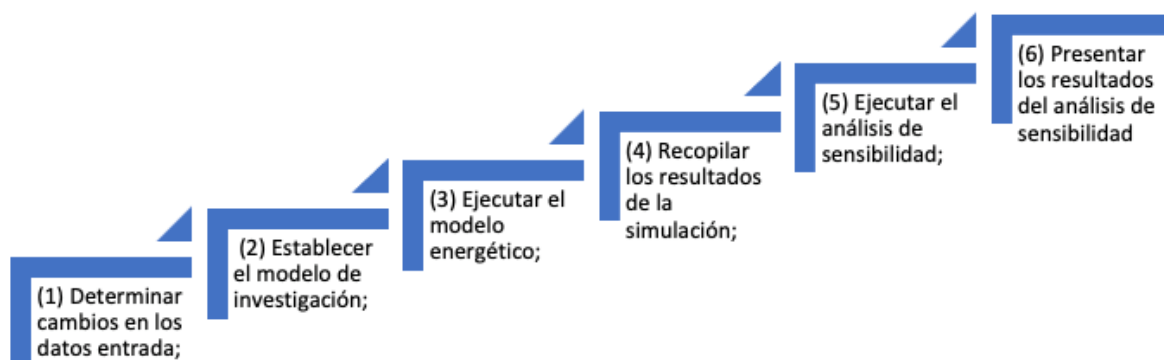 (1) Determinar
cambios en los
datos entrada;
(2) Establecer
el modelo de
investigación;
(3) Ejecutar el
modelo
energético;
(4) Recopilar
los resultados
de la
simulación;
(5) Ejecutar el
análisis de
sensibilidad;
(6) Presentar
los resultados
del análisis de
sensibilidad